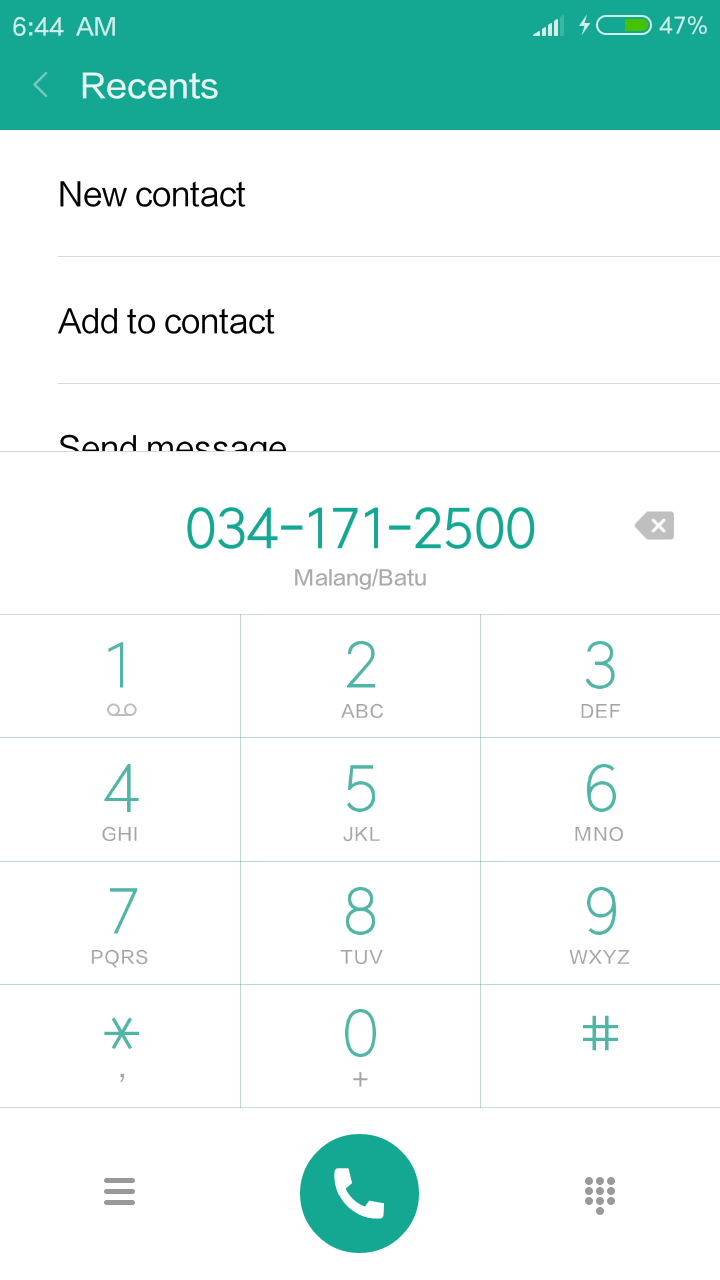 6:44 AM 47%
Recents
New contact
Add to contact
Send message
034-171-2500
Malang/Batu
1 2 3
ABC DEF
4 5 6
GHI JKL MNO
7 8 9
PQRS TUV WXYZ
* 0 #
, +